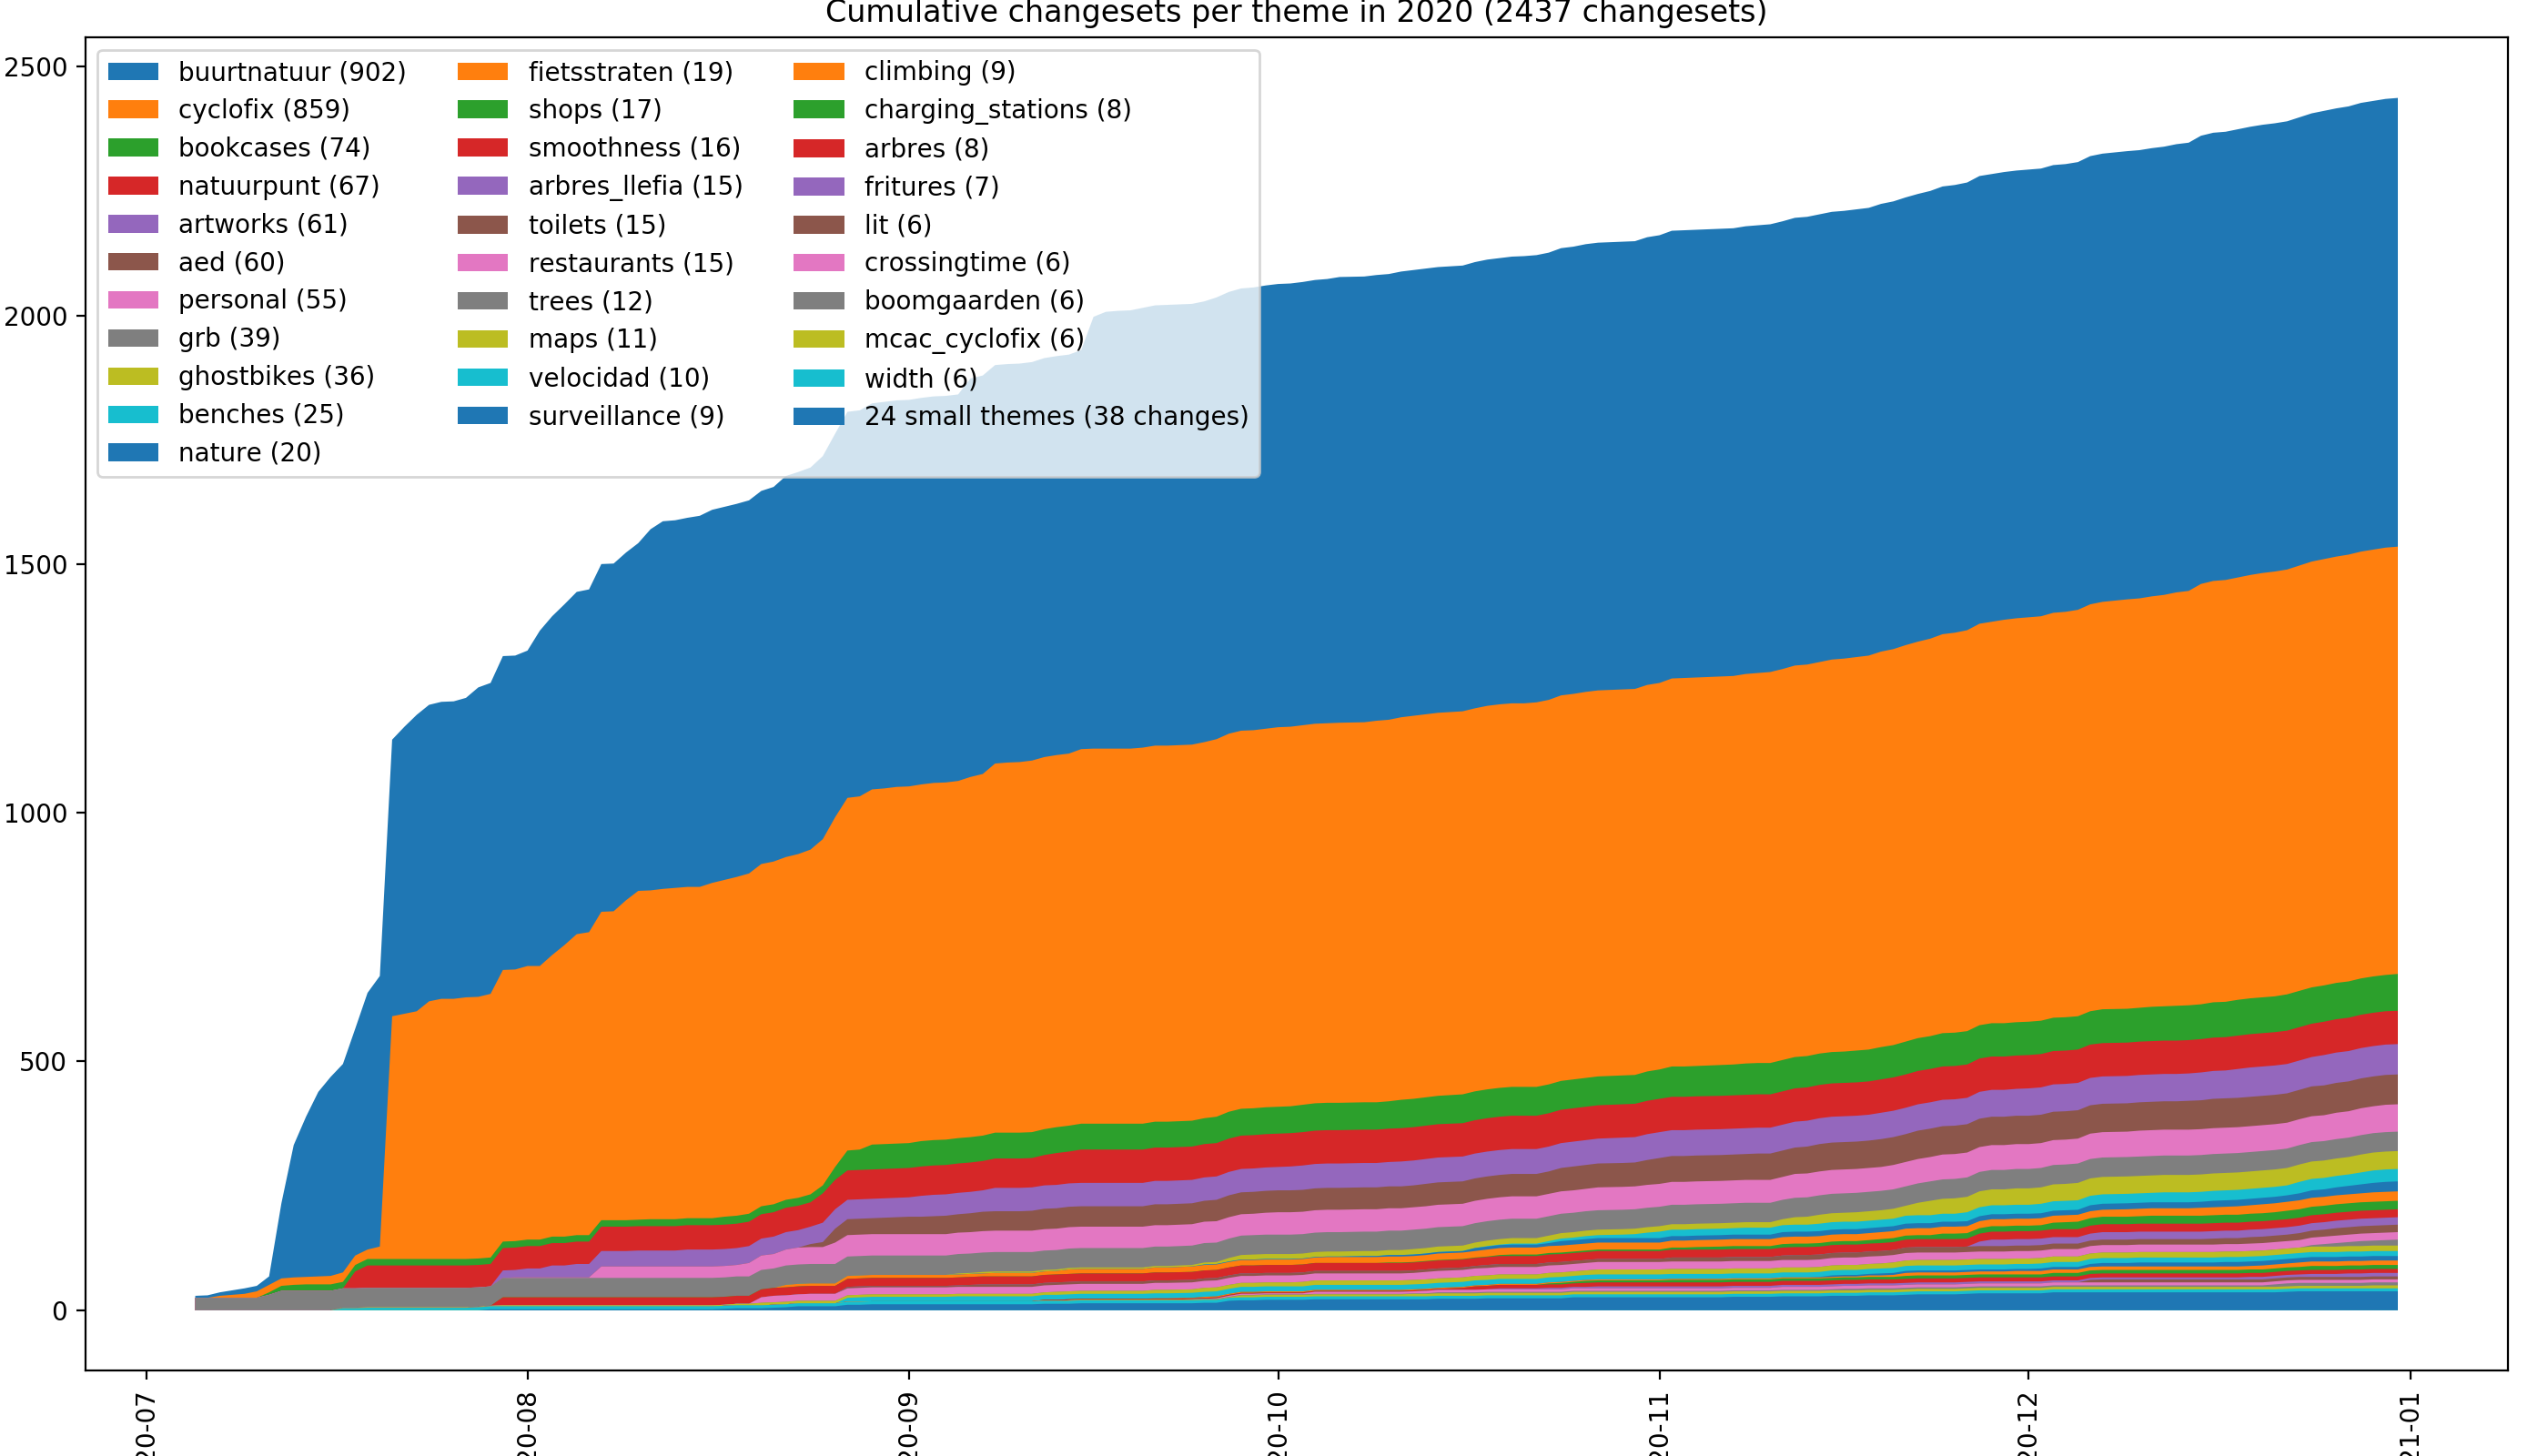 Cumulative changesets per theme in 2020 (2437 changesets)
2500
2000
1500
1000
500
0
buurtnatuur (902)
cyclofix (859)
bookcases (74)
natuurpunt (67)
artworks (61)
aed (60)
personal (55)
grb (39)
ghostbikes (36)
benches (25)
nature (20)
fietsstraten (19)
shops (17)
smoothness (16)
arbres_llefia (15)
toilets (15)
restaurants (15)
trees (12)
maps (11)
velocidad (10)
surveillance (9)
climbing (9)
charging_stations (8)
arbres (8)
fritures (7)
lit (6)
crossingtime (6)
boomgaarden (6)
mcac_cyclofix (6)
width (6)
24 small themes (38 changes)
20-07
20-08
20-09
20-10
20-11
20-12
21-01